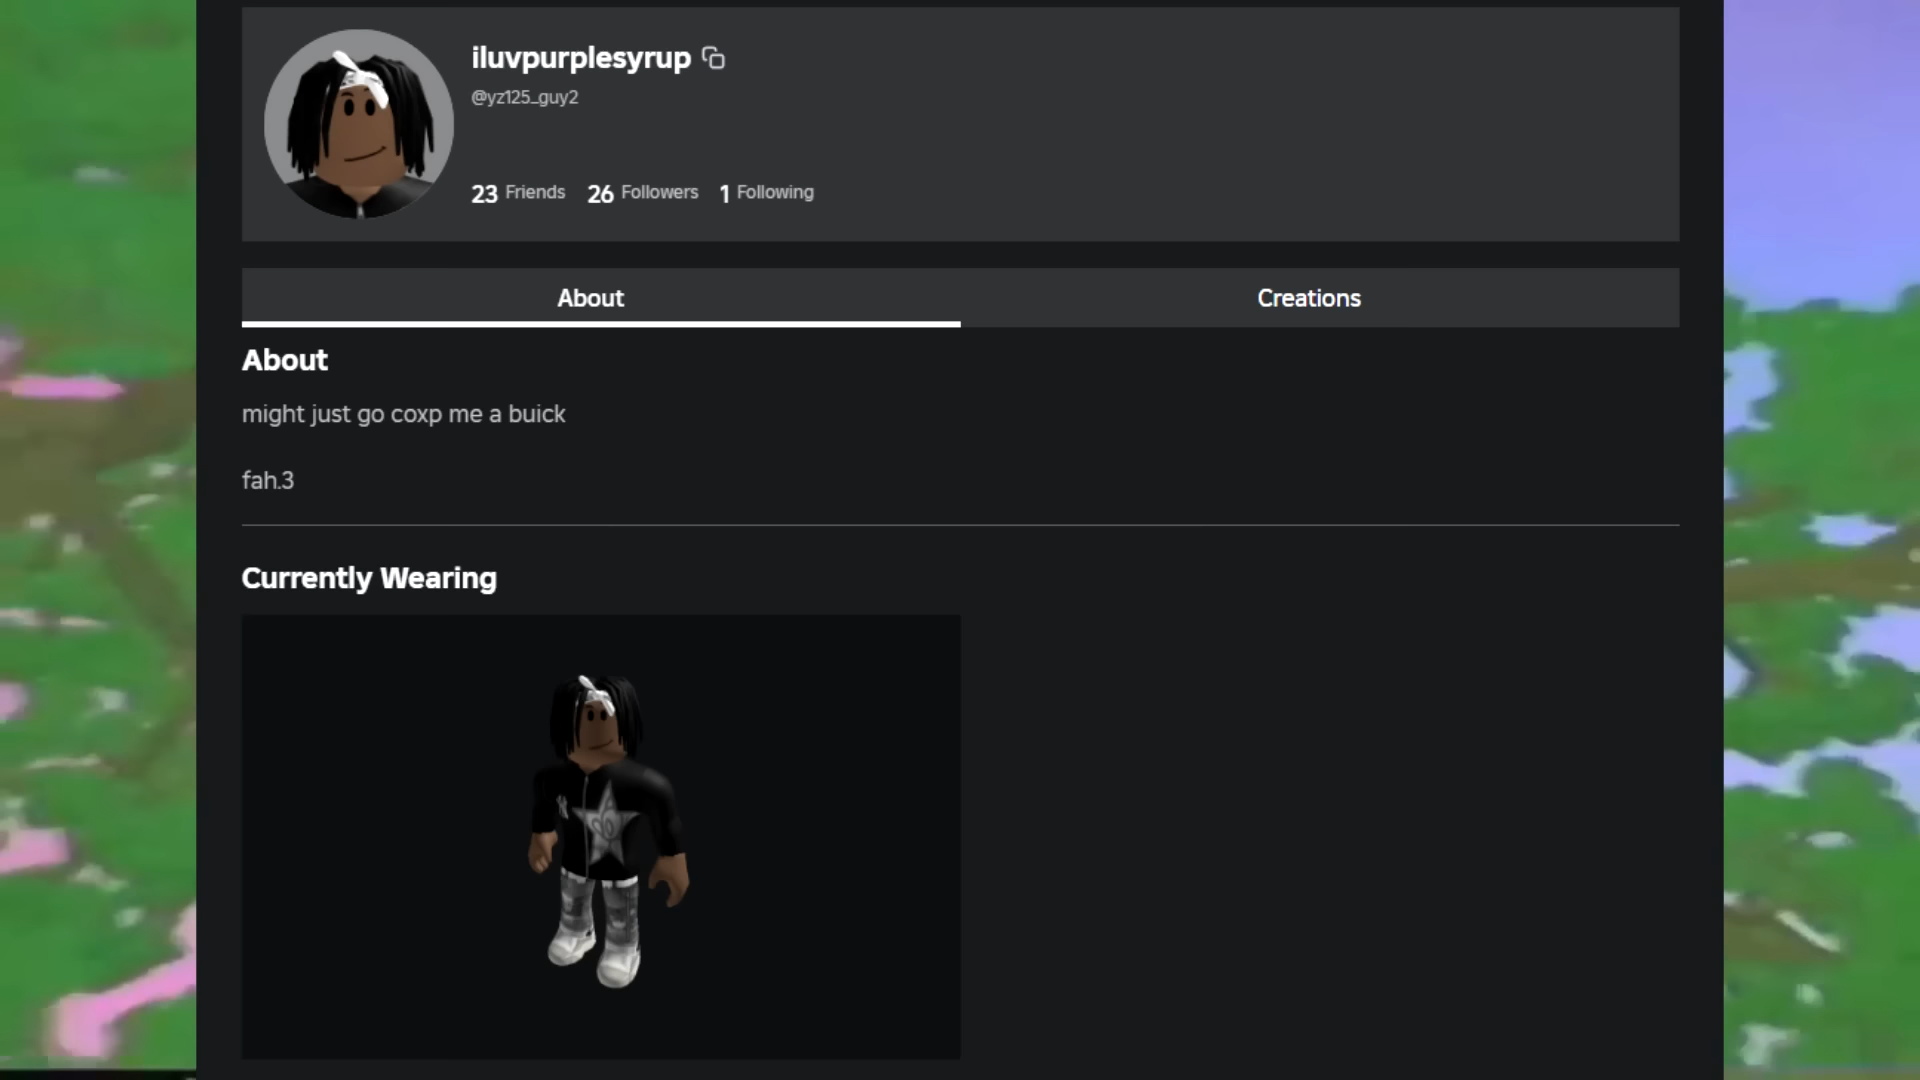 iluvpurplesyrup
@yz125_guy2
23 Friends 26 Followers 1 Following
About Creations
About
might just go coxp me a buick
fah.3
Currently Wearing